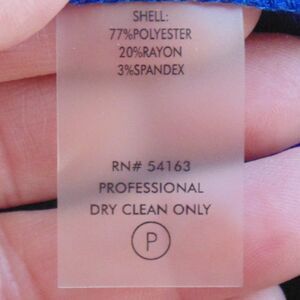 SHELL:
77%POLYESTER
20%RAYON
3%SPANDEX
RN# 54163
PROFESSIONAL
DRY CLEAN ONLY
P